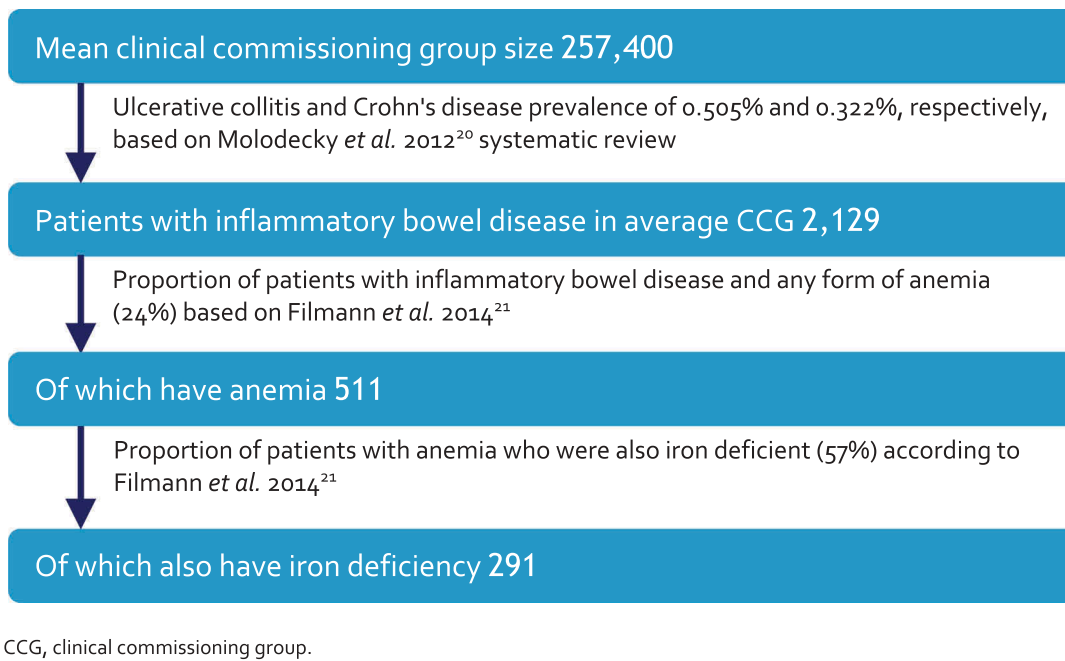 Mean clinical commissioning group size 257,400
Ulcerative collitis and Crohn's disease prevalence of 0.505% and 0.322%, respectively,
based on Molodecky et al. 2012²⁰ systematic review
Patients with inflammatory bowel disease in average CCG 2,129
Proportion of patients with inflammatory bowel disease and any form of anemia
(24%) based on Filmann et al. 2014²¹
Of which have anemia 511
Proportion of patients with anemia who were also iron deficient (57%) according to
Filmann et al. 2014²¹
Of which also have iron deficiency 291
CCG, clinical commissioning group.